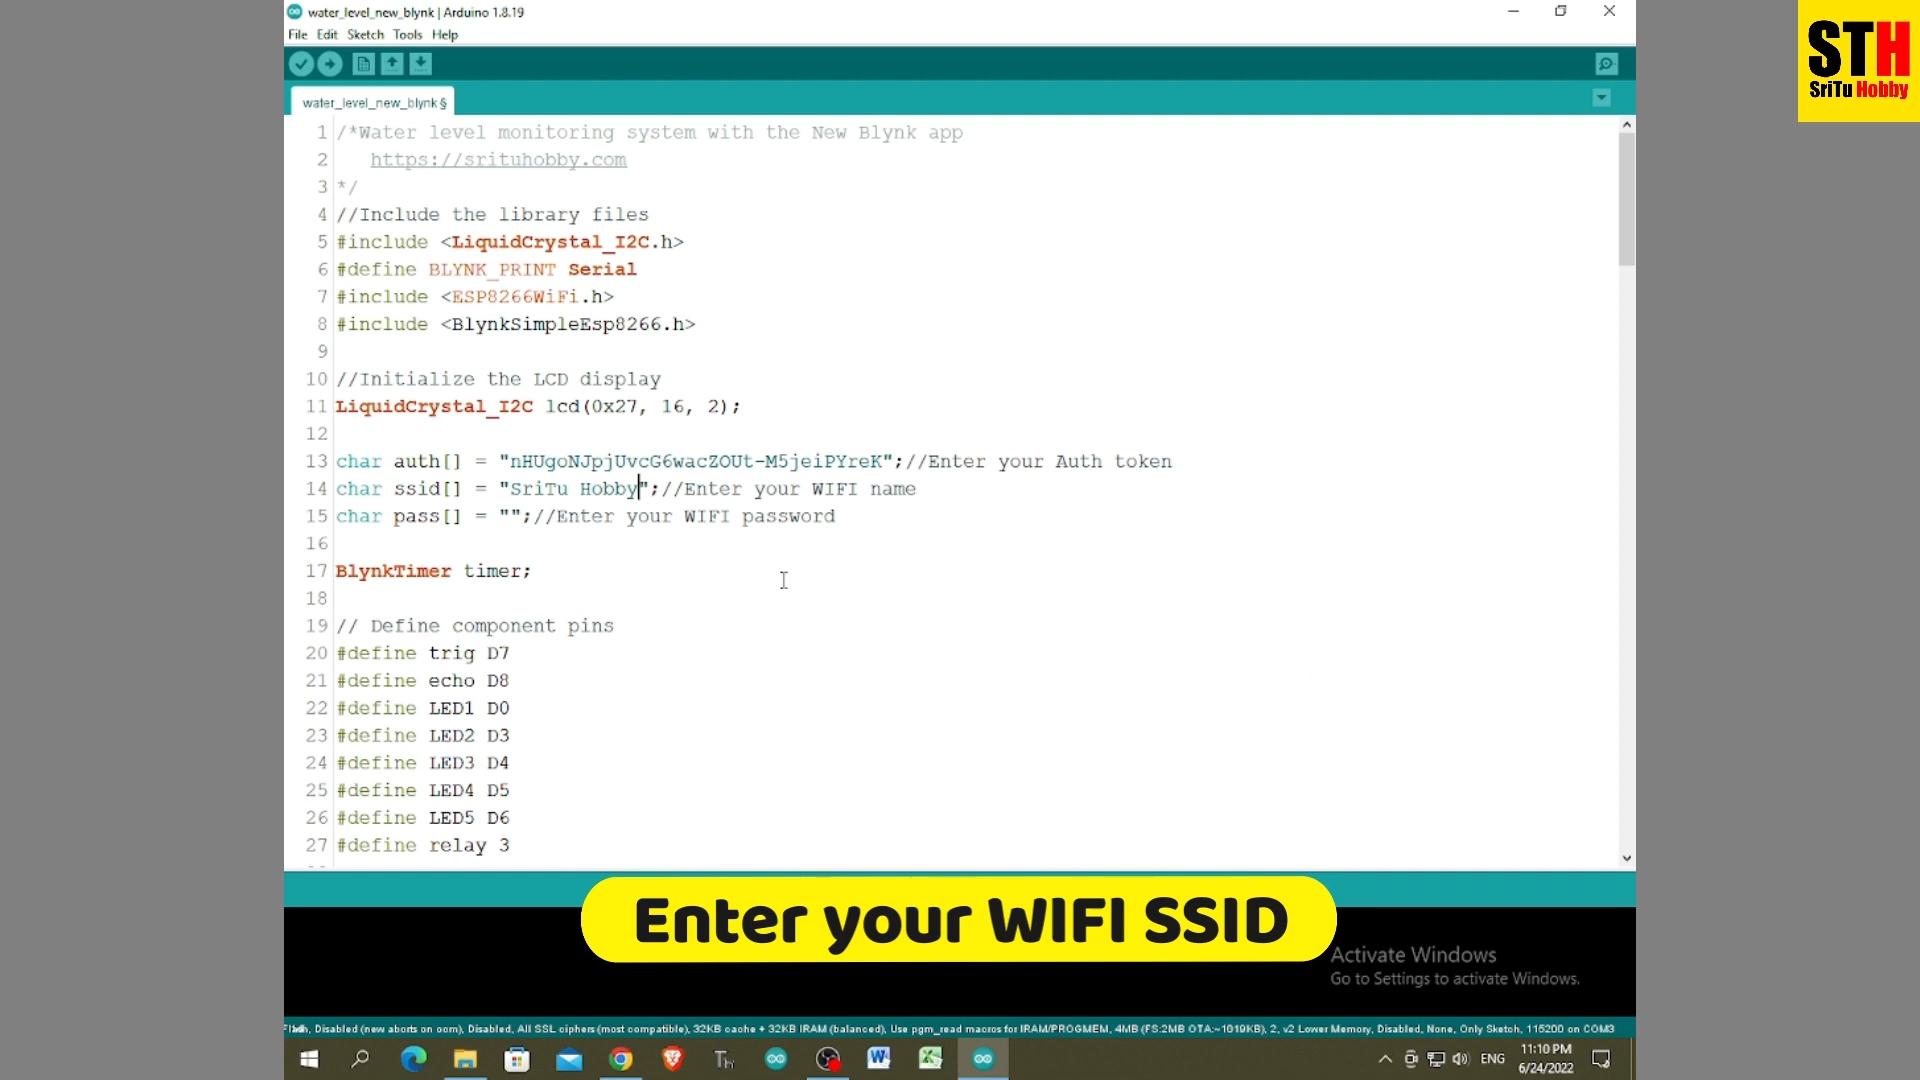 water_level_new_blynk | Arduino 1.8.19
File Edit Sketch Tools Help
STH
SriTu Hobby
water_level_new_blynk §
1 /*Water level monitoring system with the New Blynk app
2 https://srituhobby.com
3 */
4 //Include the library files
5 #include <LiquidCrystal_I2C.h>
6 #define BLYNK_PRINT Serial
7 #include <ESP8266WiFi.h>
8 #include <BlynkSimpleEsp8266.h>
9
10 //Initialize the LCD display
11 LiquidCrystal_I2C lcd(0x27, 16, 2);
12
13 char auth[] = "nHUgoNJpjUvcG6wacZOUt-M5jeiPYreK";//Enter your Auth token
14 char ssid[] = "SriTu Hobby";//Enter your WIFI name
15 char pass[] = "";//Enter your WIFI password
16
17 BlynkTimer timer;
18
19 // Define component pins
20 #define trig D7
21 #define echo D8
22 #define LED1 D0
23 #define LED2 D3
24 #define LED3 D4
25 #define LED4 D5
26 #define LED5 D6
27 #define relay 3
Enter your WIFI SSID
Activate Windows
Go to Settings to activate Windows.
Disabled (new aborts on oom), Disabled, All SSL ciphers (most compatible), 32KB cache + 32KB IRAM (balanced), Use pgm_read macros for IRAM/PROGMEM, 4MB (FS:2MB OTA:~1019KB), 2, v2 Lower Memory, Disabled, None, Only Sketch, 115200 on COM3
ENG
11:10 PM
6/24/2022